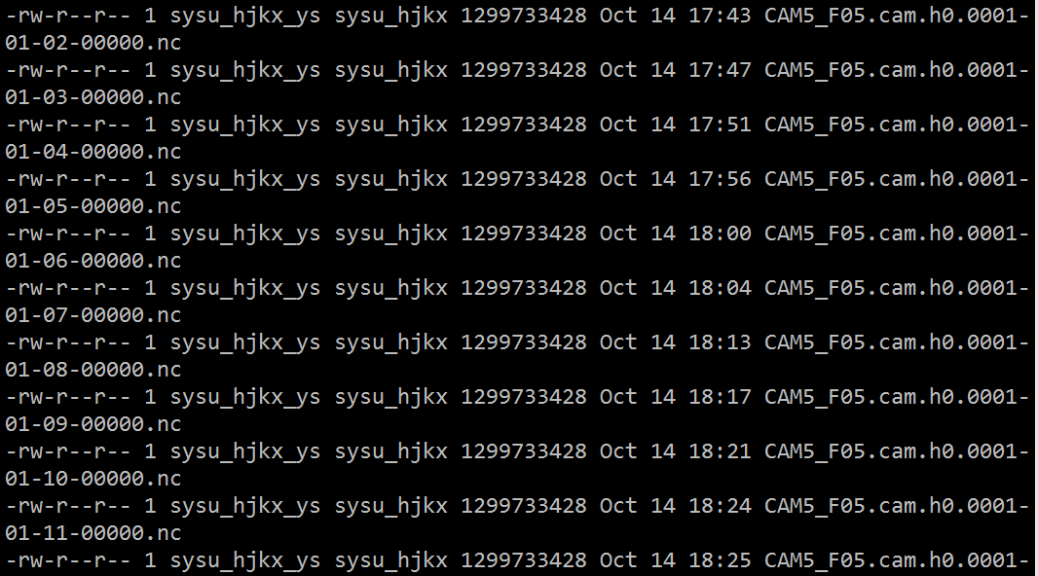 -rw-r--r-- 1 sysu_hjkx_ys sysu_hjkx 1299733428 Oct 14 17:43 CAM5_F05.cam.h0.0001-
01-02-00000.nc
-rw-r--r-- 1 sysu_hjkx_ys sysu_hjkx 1299733428 Oct 14 17:47 CAM5_F05.cam.h0.0001-
01-03-00000.nc
-rw-r--r-- 1 sysu_hjkx_ys sysu_hjkx 1299733428 Oct 14 17:51 CAM5_F05.cam.h0.0001-
01-04-00000.nc
-rw-r--r-- 1 sysu_hjkx_ys sysu_hjkx 1299733428 Oct 14 17:56 CAM5_F05.cam.h0.0001-
01-05-00000.nc
-rw-r--r-- 1 sysu_hjkx_ys sysu_hjkx 1299733428 Oct 14 18:00 CAM5_F05.cam.h0.0001-
01-06-00000.nc
-rw-r--r-- 1 sysu_hjkx_ys sysu_hjkx 1299733428 Oct 14 18:04 CAM5_F05.cam.h0.0001-
01-07-00000.nc
-rw-r--r-- 1 sysu_hjkx_ys sysu_hjkx 1299733428 Oct 14 18:13 CAM5_F05.cam.h0.0001-
01-08-00000.nc
-rw-r--r-- 1 sysu_hjkx_ys sysu_hjkx 1299733428 Oct 14 18:17 CAM5_F05.cam.h0.0001-
01-09-00000.nc
-rw-r--r-- 1 sysu_hjkx_ys sysu_hjkx 1299733428 Oct 14 18:21 CAM5_F05.cam.h0.0001-
01-10-00000.nc
-rw-r--r-- 1 sysu_hjkx_ys sysu_hjkx 1299733428 Oct 14 18:24 CAM5_F05.cam.h0.0001-
01-11-00000.nc
-rw-r--r-- 1 sysu_hjkx_ys sysu_hjkx 1299733428 Oct 14 18:25 CAM5_F05.cam.h0.0001-